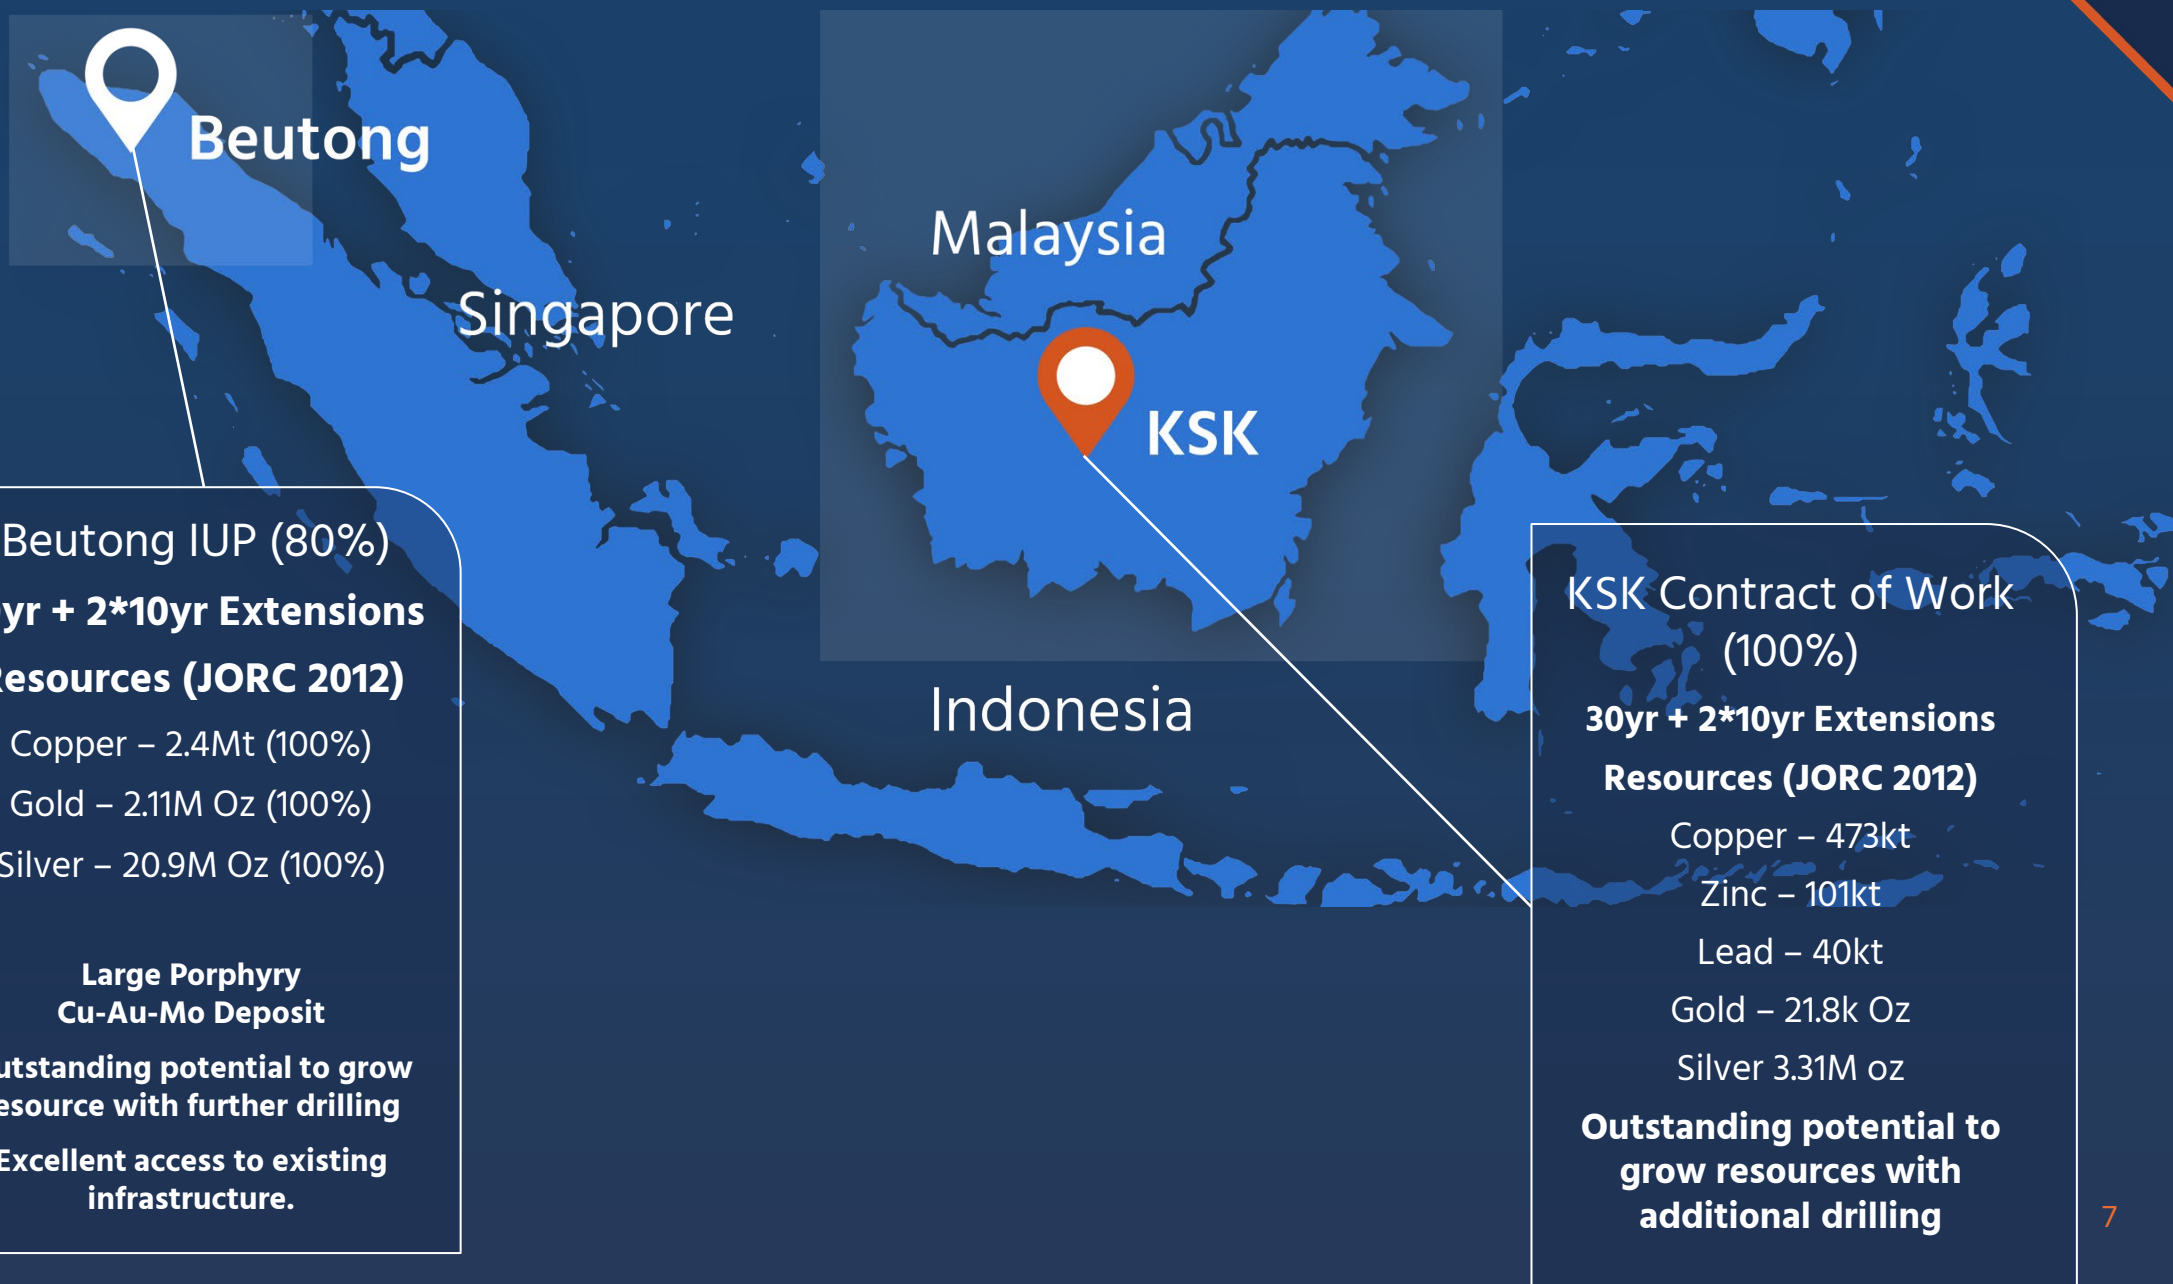 Beutong
Malaysia
Singapore
KSK
Indonesia
Beutong IUP (80%)
yr + 2*10yr Extensions
esources (JORC 2012)
Copper – 2.4Mt (100%)
Gold – 2.11M Oz (100%)
Silver – 20.9M Oz (100%)
Large Porphyry
Cu-Au-Mo Deposit
utstanding potential to grow
esource with further drilling
Excellent access to existing
infrastructure.
KSK Contract of Work
(100%)
30yr + 2*10yr Extensions
Resources (JORC 2012)
Copper – 473kt
Zinc – 101kt
Lead – 40kt
Gold – 21.8k Oz
Silver 3.31M oz
Outstanding potential to
grow resources with
additional drilling
7